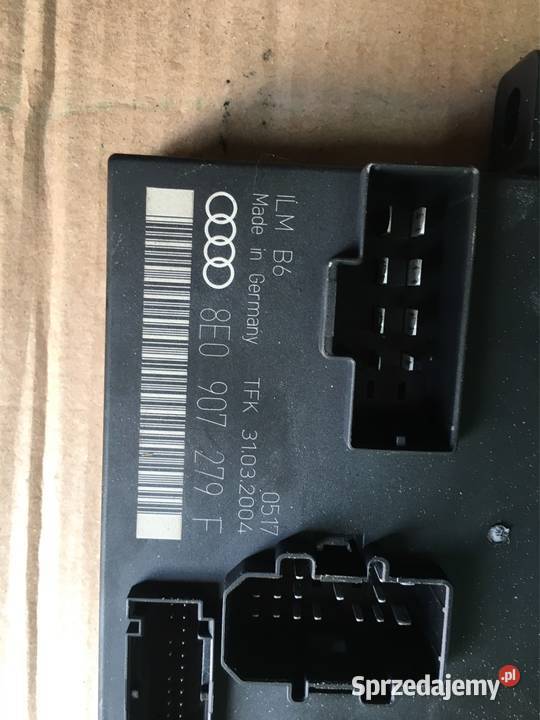 ILM B6
Made in Germany TFK 31.03.2004
0517
8E0 907 279 F
Sprzedajemy.pl